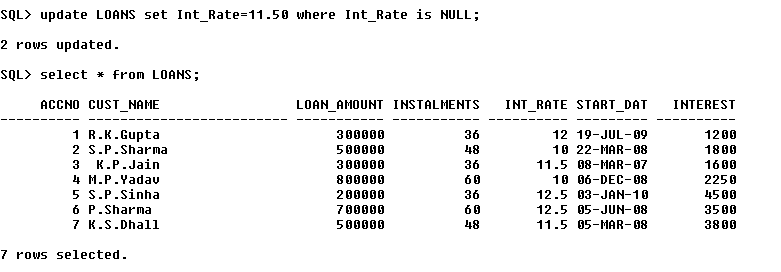 SQL> update LOANS set Int_Rate=11.50 where Int_Rate is NULL;
2 rows updated.
SQL> select * from LOANS;
     ACCNO CUST_NAME                 LOAN_AMOUNT INSTALMENTS   INT_RATE START_DAT   INTEREST
---------- ------------------------- ----------- ----------- ---------- --------- ----------
         1 R.K.Gupta                      300000          36         12 19-JUL-09       1200
         2 S.P.Sharma                     500000          48         10 22-MAR-08       1800
         3  K.P.Jain                      300000          36       11.5 08-MAR-07       1600
         4 M.P.Yadav                      800000          60         10 06-DEC-08       2250
         5 S.P.Sinha                      200000          36       12.5 03-JAN-10       4500
         6 P.Sharma                       700000          60       12.5 05-JUN-08       3500
         7 K.S.Dhall                      500000          48       11.5 05-MAR-08       3800
7 rows selected.